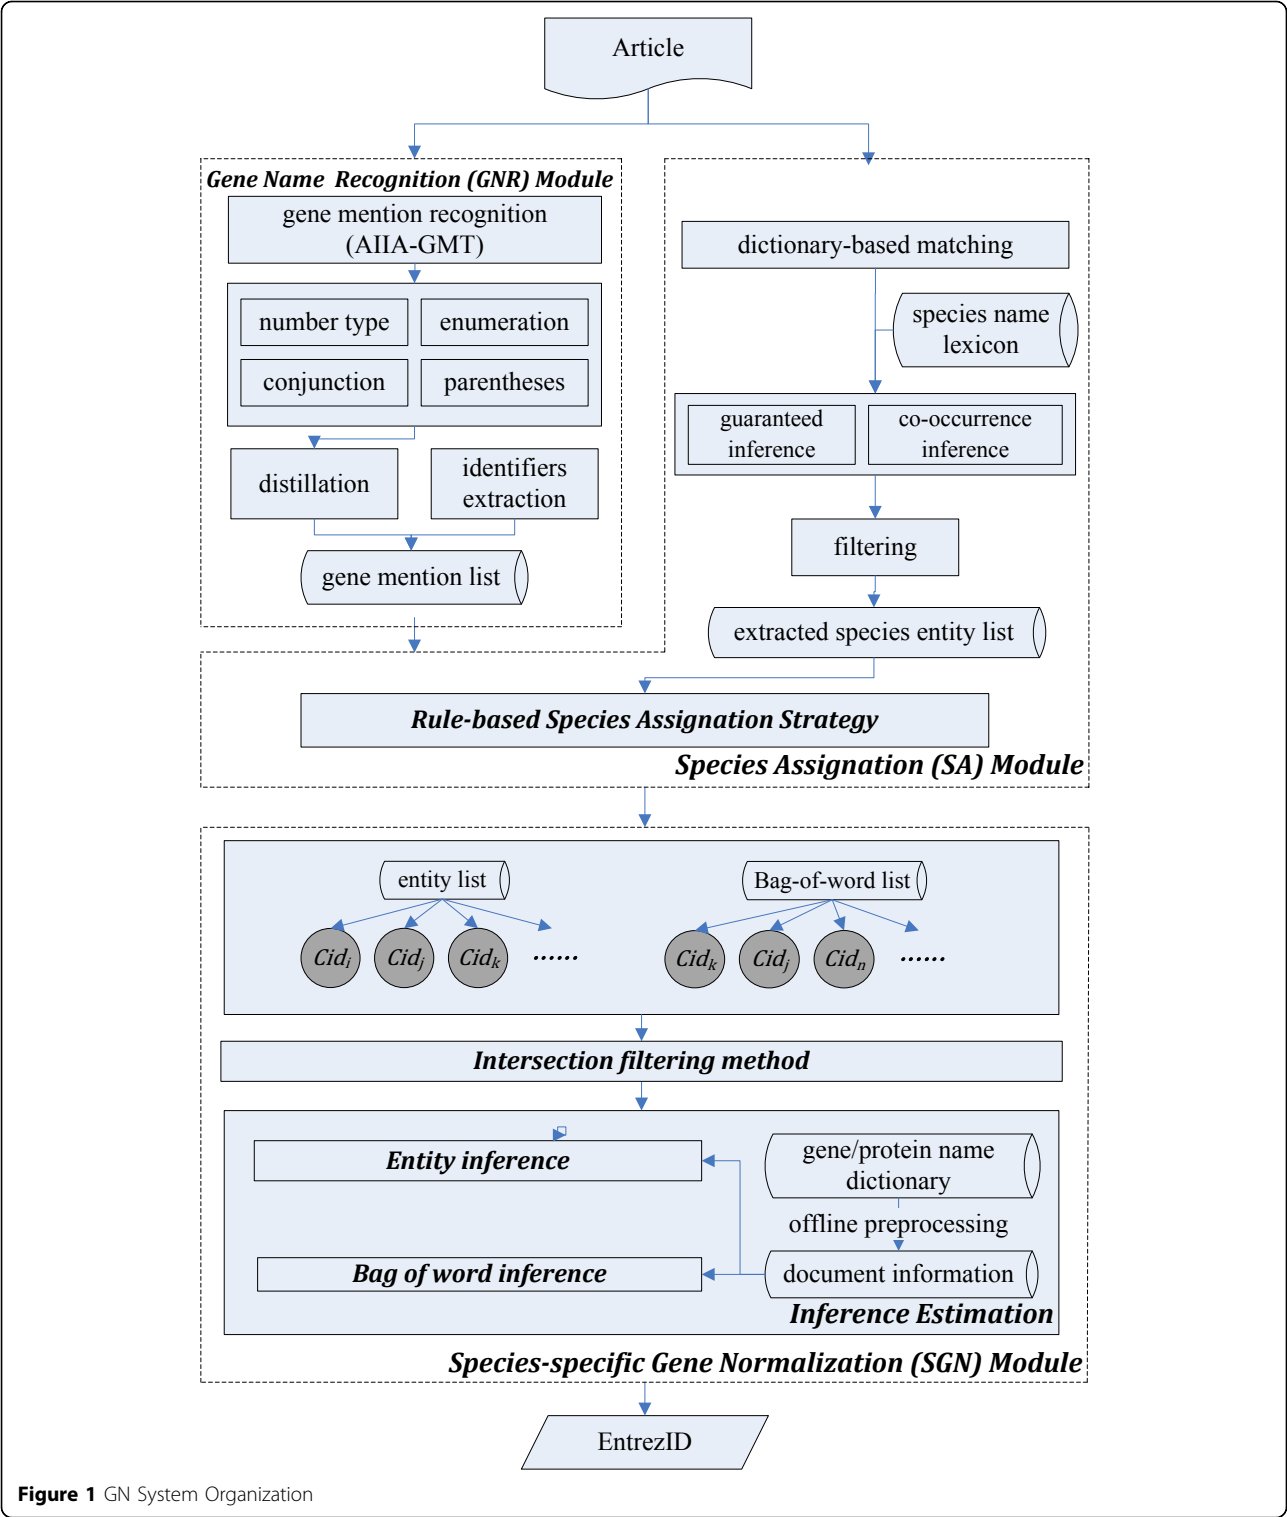 Article
Gene Name Recognition (GNR) Module
gene mention recognition
(AIIA-GMT)
number type
enumeration
conjunction
parentheses
distillation
identifiers
extraction
gene mention list
dictionary-based matching
species name
lexicon
guaranteed
inference
co-occurrence
inference
filtering
extracted species entity list
Rule-based Species Assignation Strategy
Species Assignation (SA) Module
entity list
Bag-of-word list
Cidi
Cidj
Cidk
......
Cidk
Cidj
Cidn
......
Intersection filtering method
Entity inference
gene/protein name
dictionary
offline preprocessing
Bag of word inference
document information
Inference Estimation
Species-specific Gene Normalization (SGN) Module
EntrezID
Figure 1 GN System Organization